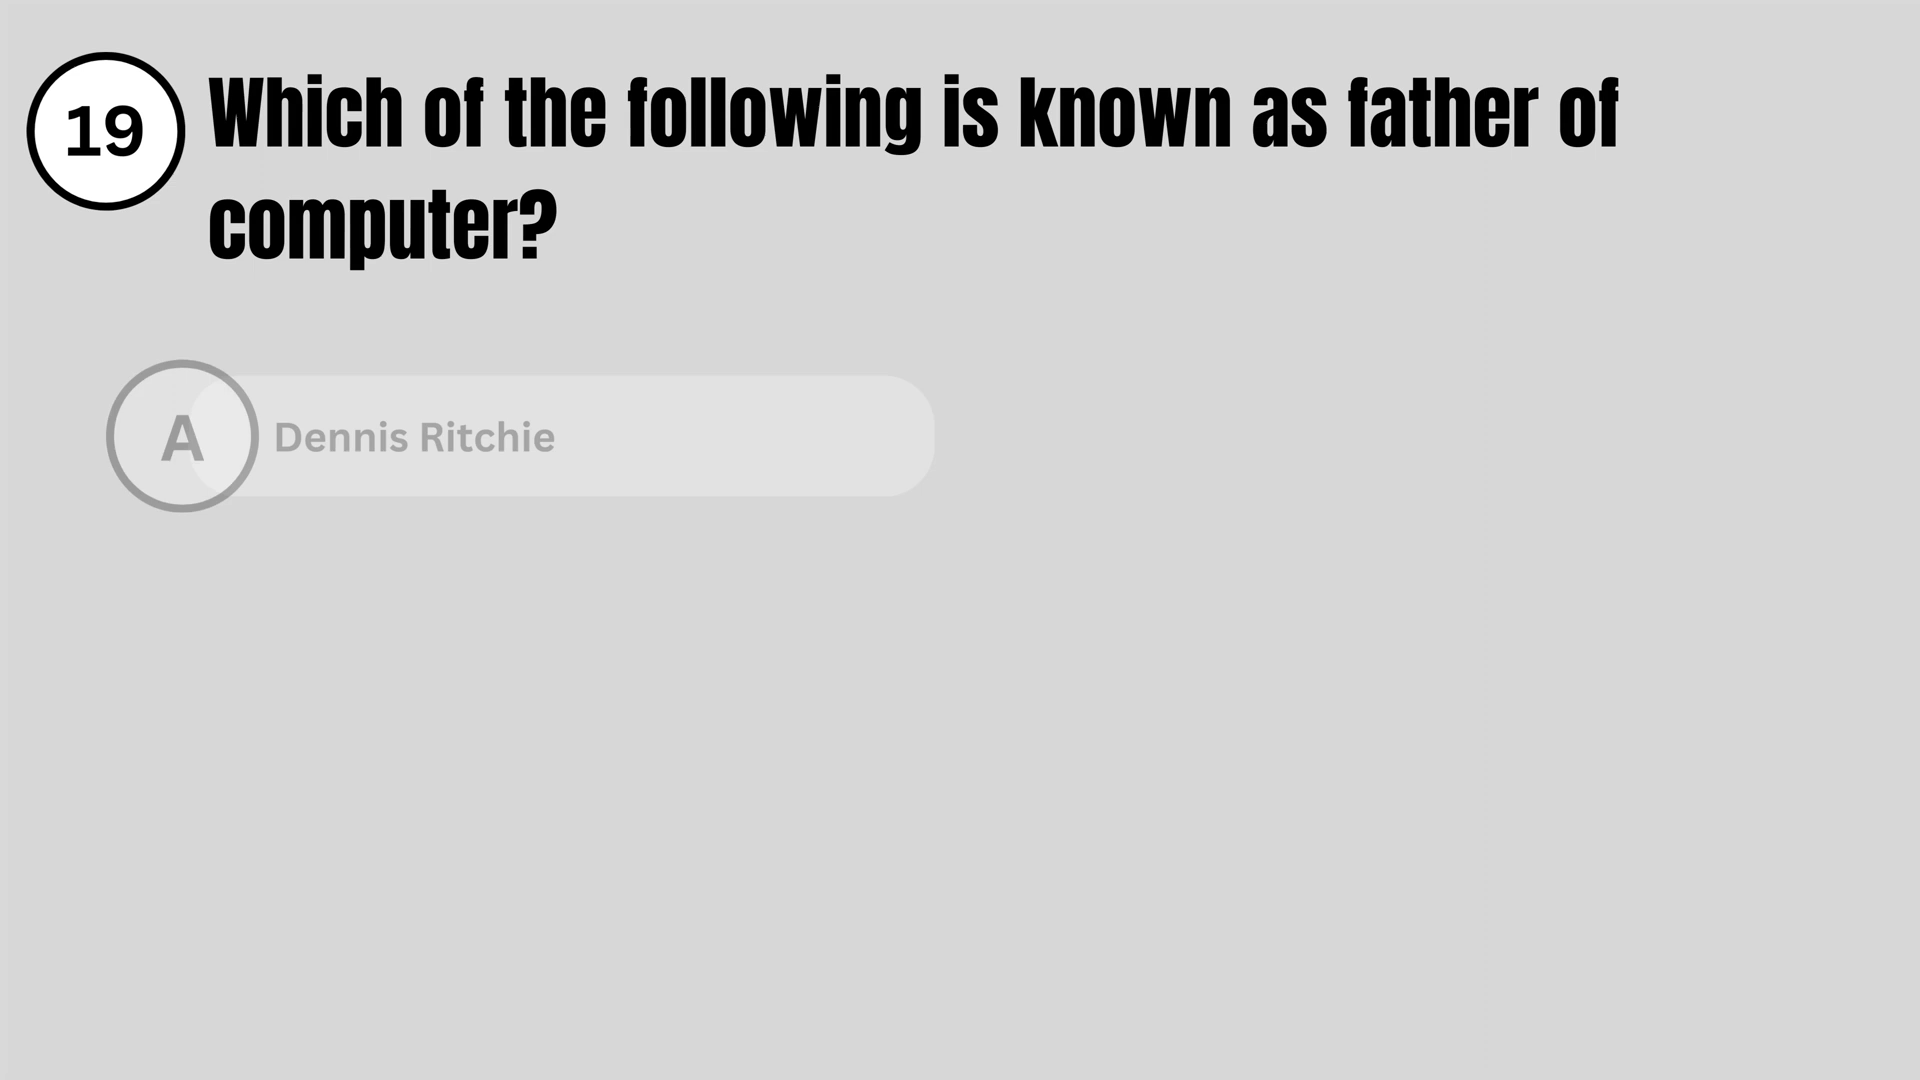 19
Which of the following is known as father of
computer?
A
Dennis Ritchie